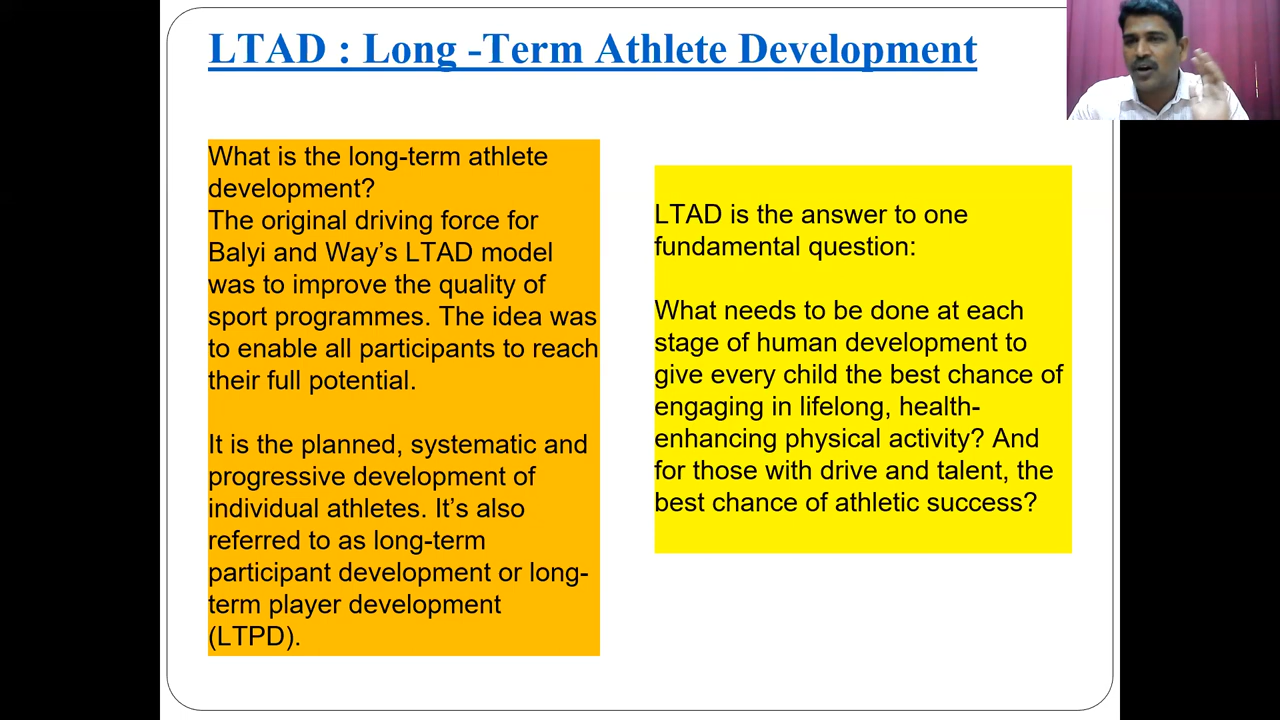 LTAD : Long -Term Athlete Development
What is the long-term athlete
development?
The original driving force for
Balyi and Way’s LTAD model
was to improve the quality of
sport programmes. The idea was
to enable all participants to reach
their full potential.
It is the planned, systematic and
progressive development of
individual athletes. It’s also
referred to as long-term
participant development or long-
term player development
(LTPD).
LTAD is the answer to one
fundamental question:
What needs to be done at each
stage of human development to
give every child the best chance of
engaging in lifelong, health-
enhancing physical activity? And
for those with drive and talent, the
best chance of athletic success?